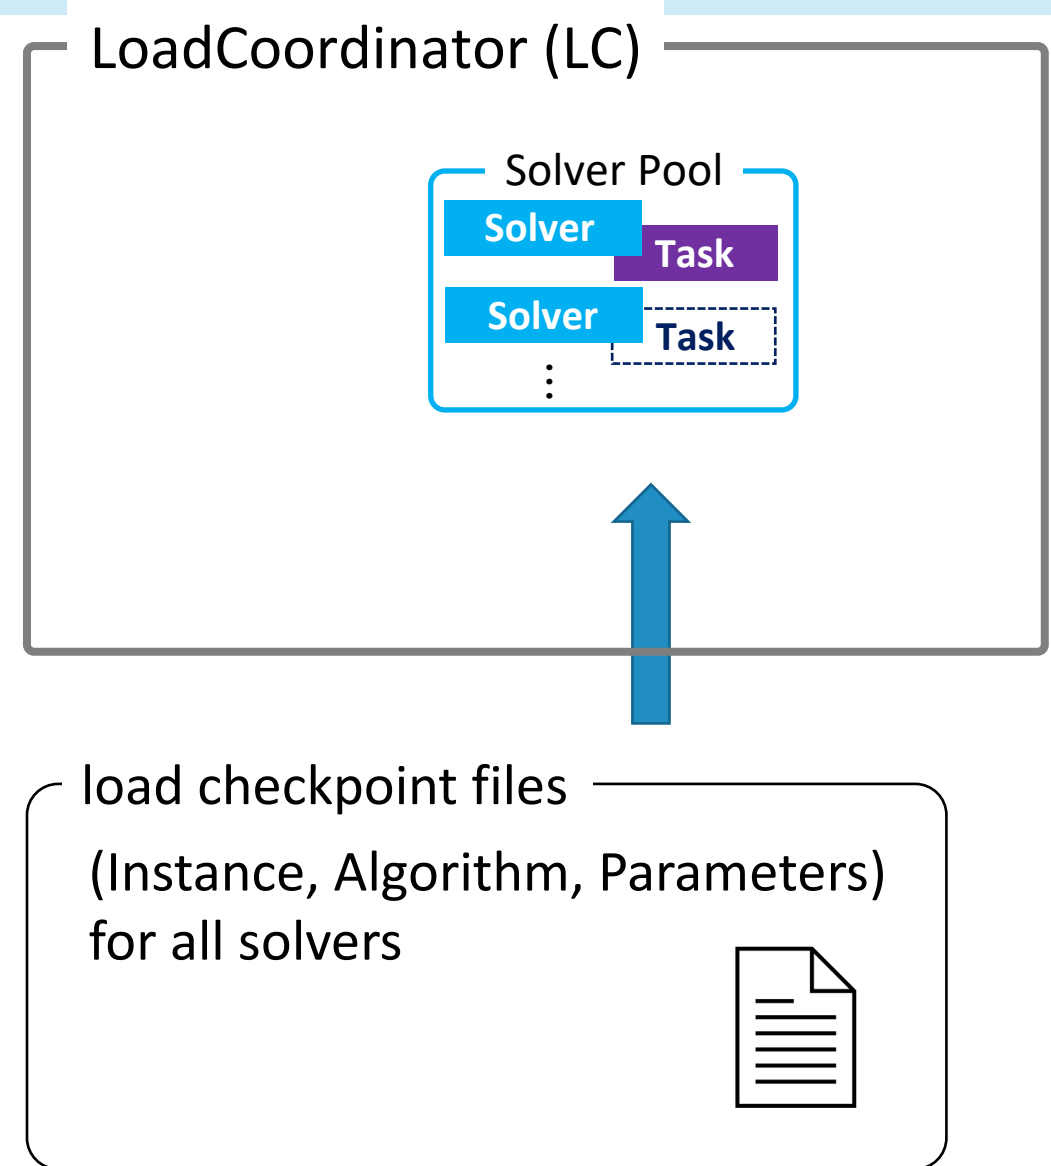 LoadCoordinator (LC)
Solver Pool
Solver
Task
Solver
Task
⋮
load checkpoint files
(Instance, Algorithm, Parameters)
for all solvers